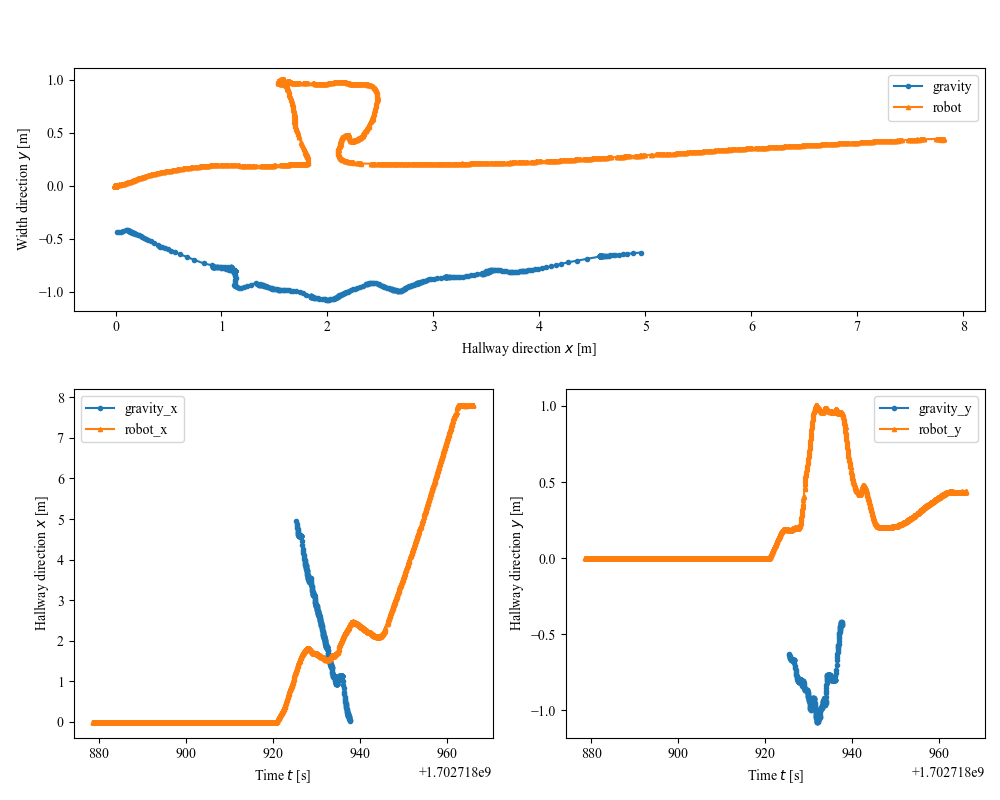 1.0
0.5
0.0
−0.5
−1.0
Width direction y [m]
gravity
robot
0 1 2 3 4 5 6 7 8
Hallway direction x [m]
8
7
6
5
4
3
2
1
0
Hallway direction x [m]
gravity_x
robot_x
880 900 920 940 960
Time t [s]
+1.702718e9
1.0
0.5
0.0
−0.5
−1.0
Hallway direction y [m]
gravity_y
robot_y
880 900 920 940 960
Time t [s]
+1.702718e9